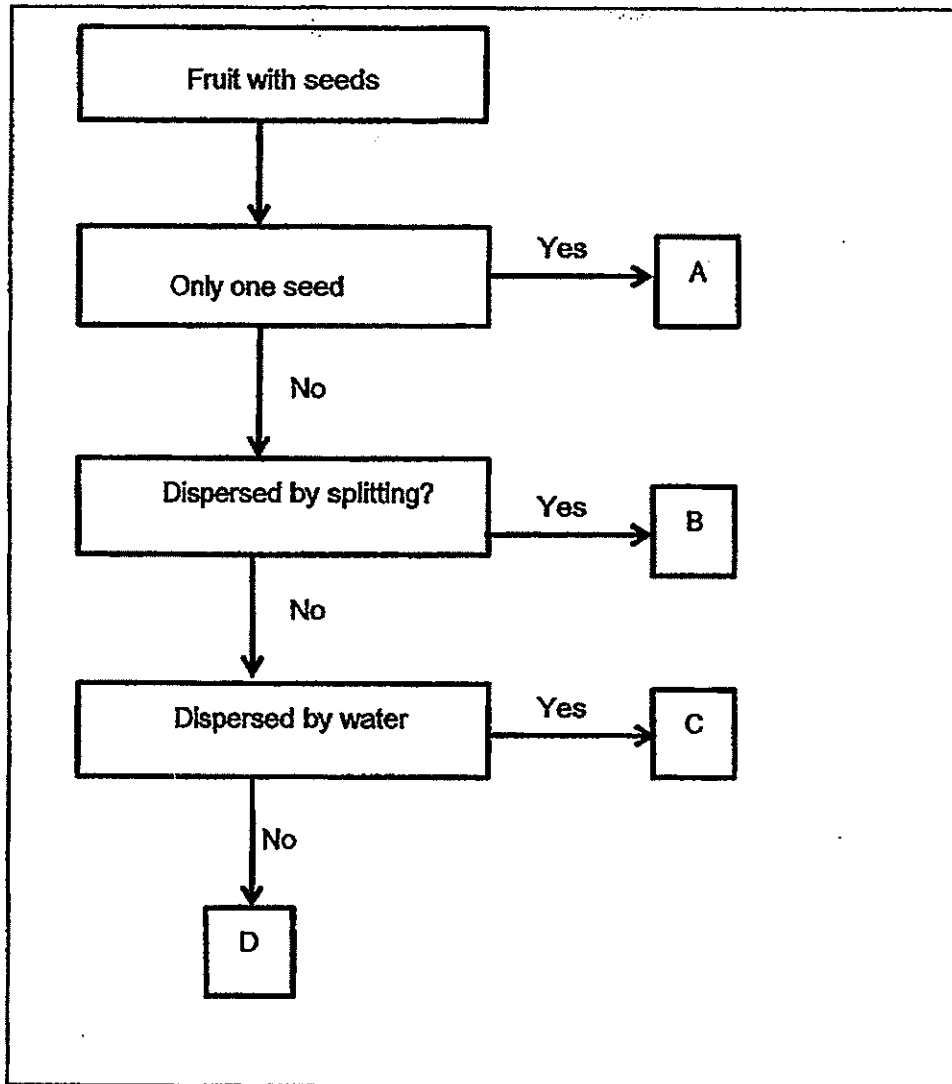 Fruit with seeds
Only one seed
Yes
A
No
Dispersed by splitting?
Yes
B
No
Dispersed by water
Yes
C
No
D